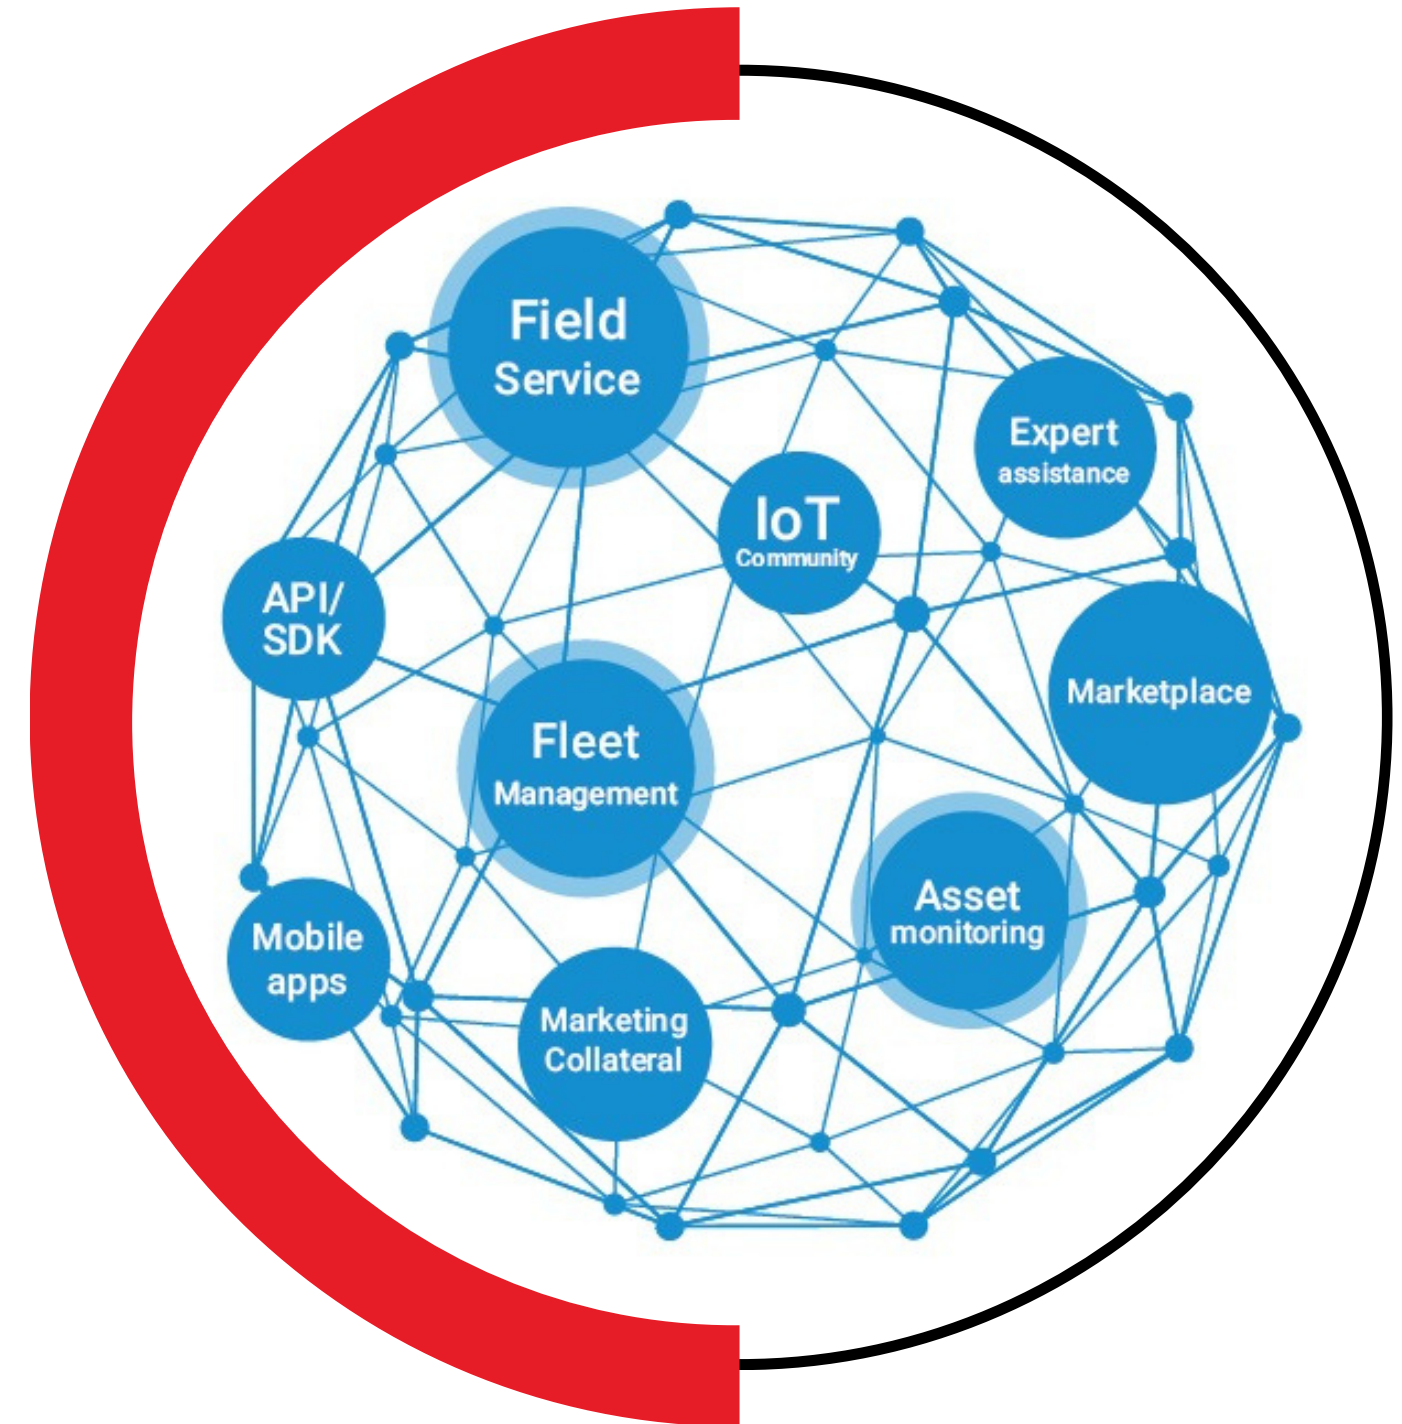 Field
Service
Expert
assistance
IoT
Community
API/
SDK
Marketplace
Fleet
Management
Asset
monitoring
Mobile
apps
Marketing
Collateral